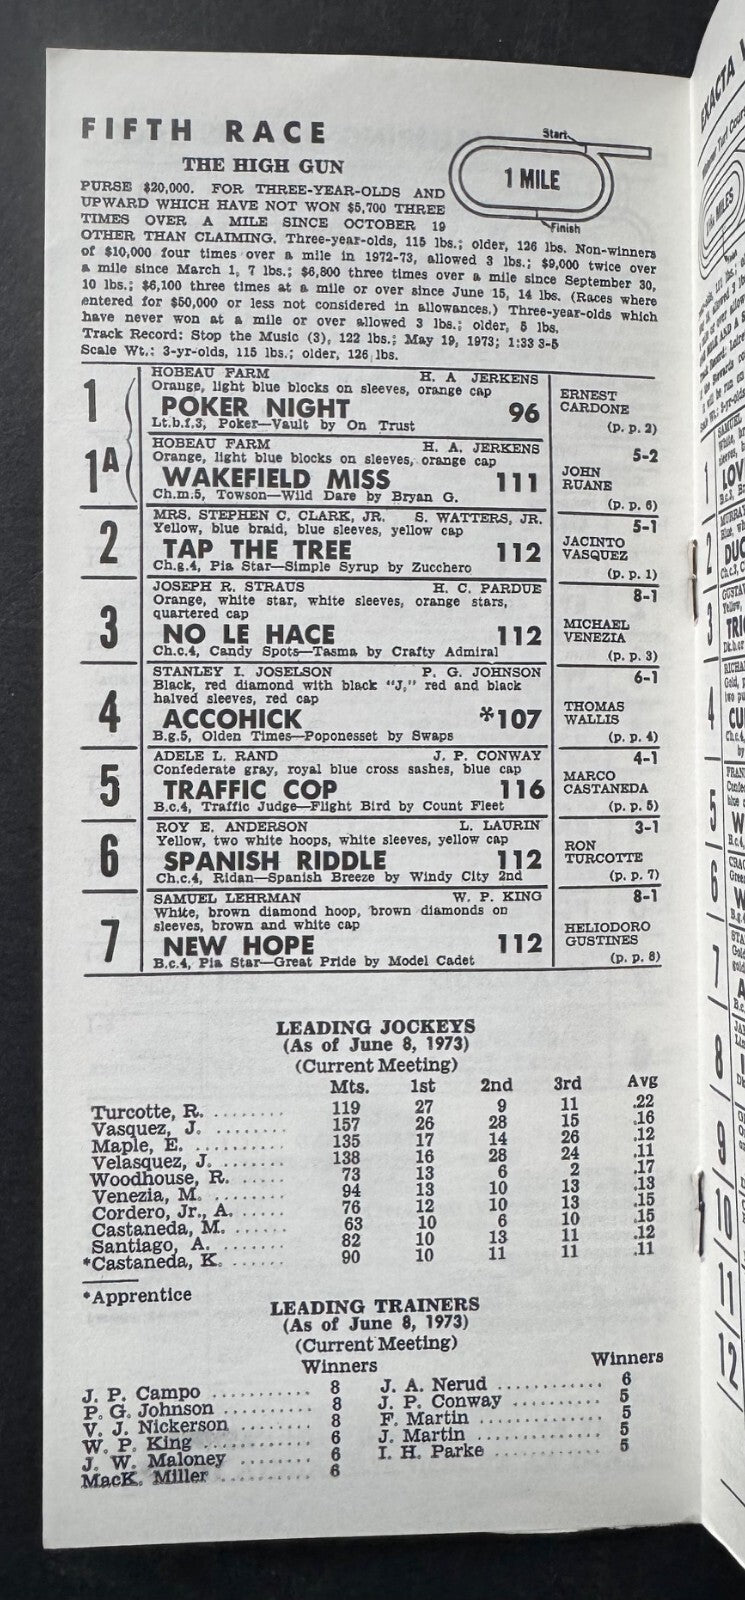 FIFTH RACE
THE HIGH GUN
Start
1 MILE
Finish
PURSE $20,000. FOR THREE-YEAR-OLDS AND
UPWARD WHICH HAVE NOT WON $5,700 THREE
TIMES OVER A MILE SINCE OCTOBER 19
OTHER THAN CLAIMING. Three-year-olds, 115 lbs.; older, 126 lbs. Non-winners
of $10,000 four times over a mile in 1972-73, allowed 3 lbs.; $9,000 twice over
a mile since March 1, 7 lbs.; $6,800 three times over a mile since September 30,
10 lbs.; $6,100 three times at a mile or over since June 15, 14 lbs. (Races where
entered for $50,000 or less not considered in allowances.) Three-year-olds which
have never won at a mile or over allowed 3 lbs.; older, 5 lbs.
Track Record: Stop the Music (3), 122 lbs.; May 19, 1973; 1:33 3-5
Scale Wt.: 3-yr-olds, 115 lbs.; older, 126 lbs.
1 HOBEAU FARM H. A JERKENS
Orange, light blue blocks on sleeves, orange cap
POKER NIGHT 96 ERNEST CARDONE
Lt.b.f.3, Poker—Vault by On Trust (p. p. 2)
1A HOBEAU FARM H. A. JERKENS 5-2
Orange, light blue blocks on sleeves, orange cap
WAKEFIELD MISS 111 JOHN RUANE
Ch.m.5, Towson—Wild Dare by Bryan G. (p. p. 6)
2 MRS. STEPHEN C. CLARK, JR. S. WATTERS, JR. 5-1
Yellow, blue braid, blue sleeves, yellow cap
TAP THE TREE 112 JACINTO VASQUEZ
Ch.g.4, Pia Star—Simple Syrup by Zucchero (p. p. 1)
3 JOSEPH R. STRAUS H. C. PARDUE 8-1
Orange, white star, white sleeves, orange stars,
quartered cap
NO LE HACE 112 MICHAEL VENEZIA
Ch.c.4, Candy Spots—Tasma by Crafty Admiral (p. p. 3)
4 STANLEY I. JOSELSON P. G. JOHNSON 6-1
Black, red diamond with black "J," red and black
halved sleeves, red cap
ACCOHICK *107 THOMAS WALLIS
B.g.5, Olden Times—Poponesset by Swaps (p. p. 4)
5 ADELE L. RAND J. P. CONWAY 4-1
Confederate gray, royal blue cross sashes, blue cap
TRAFFIC COP 116 MARCO CASTANEDA
B.c.4, Traffic Judge—Flight Bird by Count Fleet (p. p. 5)
6 ROY E. ANDERSON L. LAURIN 3-1
Yellow, two white hoops, white sleeves, yellow cap
SPANISH RIDDLE 112 RON TURCOTTE
Ch.c.4, Ridan—Spanish Breeze by Windy City 2nd (p. p. 7)
7 SAMUEL LEHRMAN W. P. KING 8-1
White, brown diamond hoop, brown diamonds on
sleeves, brown and white cap
NEW HOPE 112 HELIODORO GUSTINES
B.c.4, Pia Star—Great Pride by Model Cadet (p. p. 8)
LEADING JOCKEYS
(As of June 8, 1973)
(Current Meeting)
Mts. 1st 2nd 3rd Avg
Turcotte, R. ........ 119 27 9 11 .22
Vasquez, J. ........ 157 26 28 15 .16
Maple, E. ........ 135 17 14 26 .12
Velasquez, J. ....... 138 16 28 24 .11
Woodhouse, R. ...... 73 13 6 2 .17
Venezia, M. ........ 94 13 10 13 .13
Cordero, Jr., A. ..... 76 12 10 13 .15
Castaneda, M. ...... 63 10 6 10 .15
Santiago, A. ....... 82 10 13 11 .12
*Castaneda, K. ...... 90 10 11 11 .11
*Apprentice
LEADING TRAINERS
(As of June 8, 1973)
(Current Meeting)
Winners Winners
J. P. Campo .......... 8 J. A. Nerud .......... 6
P. G. Johnson ........ 8 J. P. Conway ......... 5
V. J. Nickerson ....... 8 F. Martin ............ 5
W. P. King .......... 6 J. Martin ............ 5
J. W. Maloney ....... 6 I. H. Parke .......... 5
MacK. Miller ......... 6
EXACTA
1
2
3
4
5
6
7
8
9
10
11
12